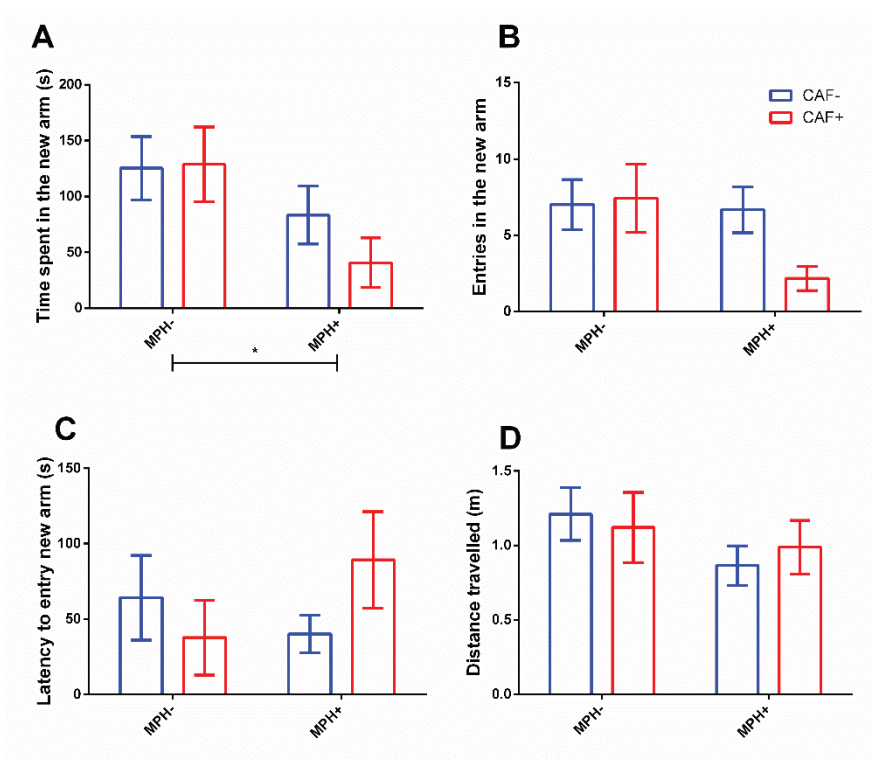 A
Time spent in the new arm (s)
200
150
100
50
0
MPH-
MPH+
*
B
Entries in the new arm
15
10
5
0
CAF-
CAF+
MPH-
MPH+
C
Latency to entry new arm (s)
150
100
50
0
MPH-
MPH+
D
Distance travelled (m)
1.5
1.0
0.5
0.0
MPH-
MPH+